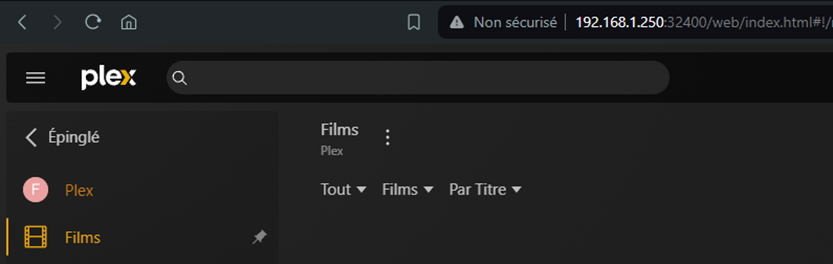 Non sécurisé 192.168.1.250:32400/web/index.html#!/
plex
Épinglé
F Plex
Films
Films
Plex
Tout Films Par Titre